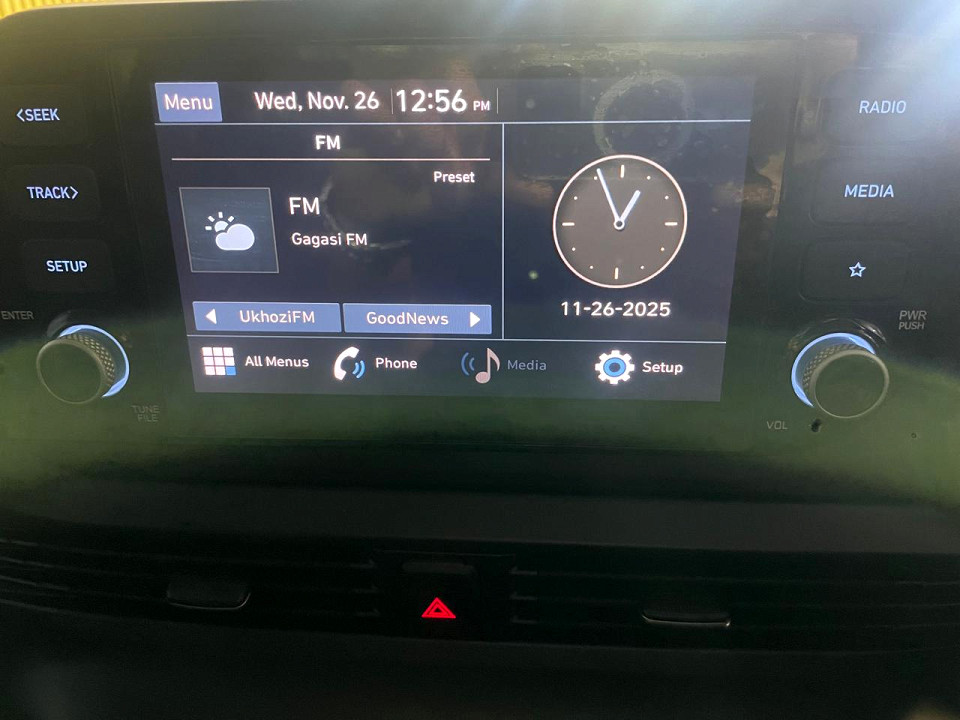 <SEEK
TRACK>
SETUP
ENTER
TUNE
FILE
Menu
Wed, Nov. 26
12:56 PM
FM
Preset
FM
Gagasi FM
UkhoziFM
GoodNews
11-26-2025
All Menus
Phone
Media
Setup
RADIO
MEDIA
PWR
PUSH
VOL